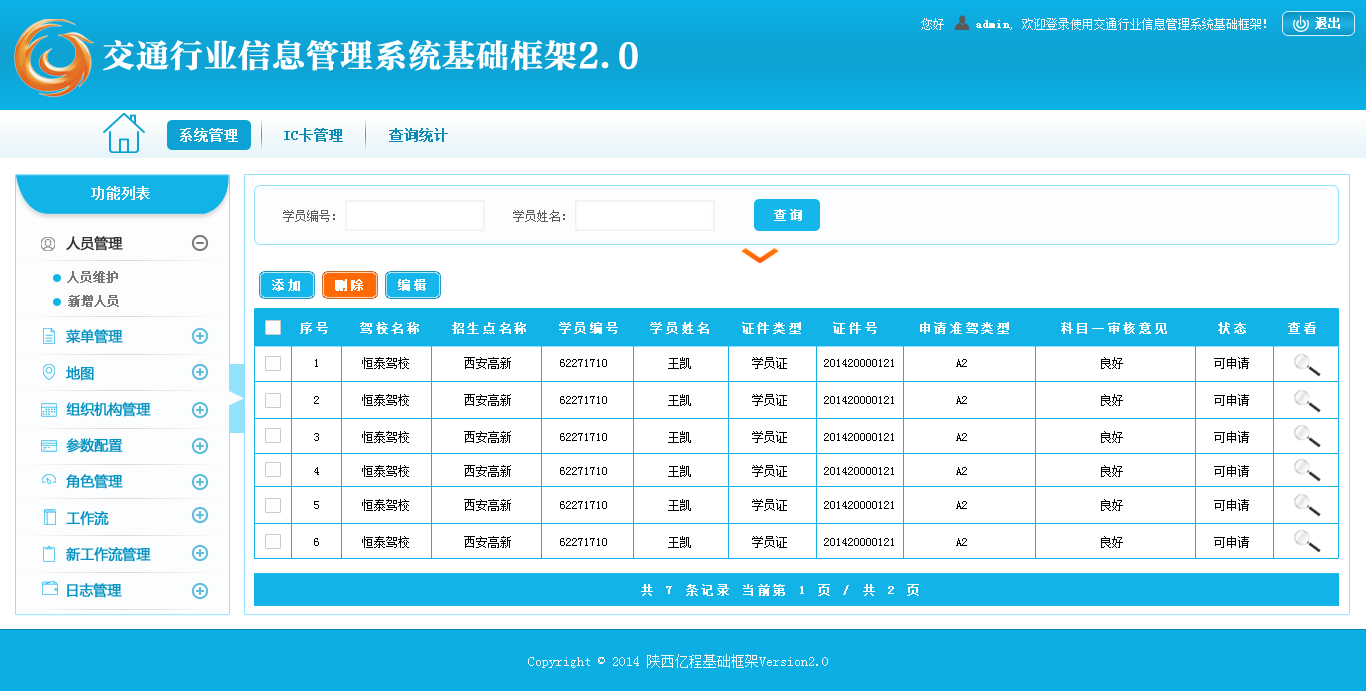 您好 admin, 欢迎登录使用交通行业信息管理系统基础框架! 退出
交通行业信息管理系统基础框架2.0
系统管理 IC卡管理 查询统计
功能列表
人员管理
人员维护
新增人员
菜单管理
地图
组织机构管理
参数配置
角色管理
工作流
新工作流管理
日志管理
学员编号: 学员姓名: 查 询
添 加 删 除 编 辑
序号 驾校名称 招生点名称 学员编号 学员姓名 证件类型 证件号 申请准驾类型 科目一审核意见 状态 查看
1 恒泰驾校 西安高新 62271710 王凯 学员证 201420000121 A2 良好 可申请
2 恒泰驾校 西安高新 62271710 王凯 学员证 201420000121 A2 良好 可申请
3 恒泰驾校 西安高新 62271710 王凯 学员证 201420000121 A2 良好 可申请
4 恒泰驾校 西安高新 62271710 王凯 学员证 201420000121 A2 良好 可申请
5 恒泰驾校 西安高新 62271710 王凯 学员证 201420000121 A2 良好 可申请
6 恒泰驾校 西安高新 62271710 王凯 学员证 201420000121 A2 良好 可申请
共 7 条记录 当前第 1 页 / 共 2 页
Copyright © 2014 陕西亿程基础框架Version2.0